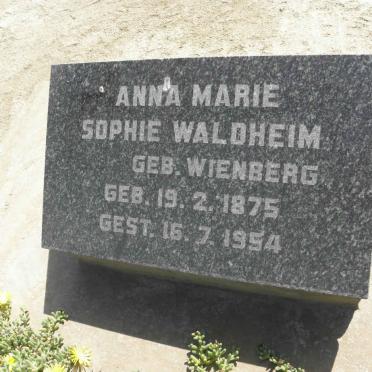 ANNA MARIE
SOPHIE WALDHEIM
GEB. WIENBERG
GEB. 19. 2. 1875
GEST. 16. 7. 1954